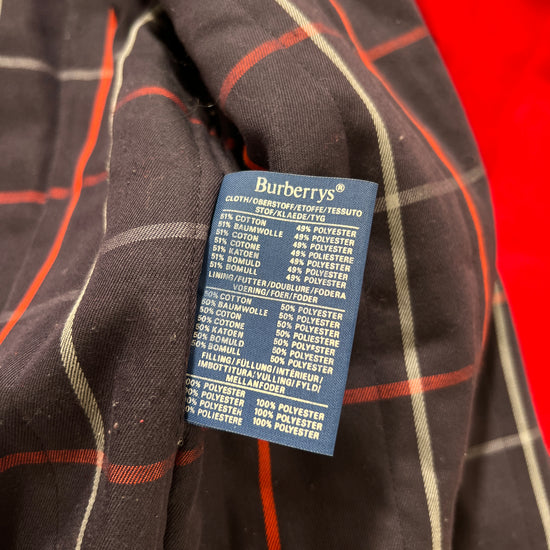 Burberrys®
CLOTH/OBERSTOFF/ETOFFE/TESSUTO
STOF/KLAEDE/TYG
51% COTTON 49% POLYESTER
51% BAUMWOLLE 49% POLYESTER
51% COTON 49% POLYESTER
51% COTONE 49% POLIESTERE
51% KATOEN 49% POLYESTER
51% BOMULD 49% POLYESTER
51% BOMULL 49% POLYESTER
LINING/FUTTER/DOUBLURE/FODERA
VOERING/FOER/FODER
50% COTTON 50% POLYESTER
50% BAUMWOLLE 50% POLYESTER
50% COTON 50% POLYESTER
50% COTONE 50% POLIESTERE
50% KATOEN 50% POLYESTER
50% BOMULD 50% POLYESTER
50% BOMULL 50% POLYESTER
FILLING/FÜLLUNG/INTÉRIEUR/
IMBOTTITURA/VULLING/FYLD/
MELLANFODER
POLYESTER 100% POLYESTER 100% POLYESTER
POLYESTER 100% POLYESTER 100% POLYESTER
POLIESTERE 100% POLYESTER